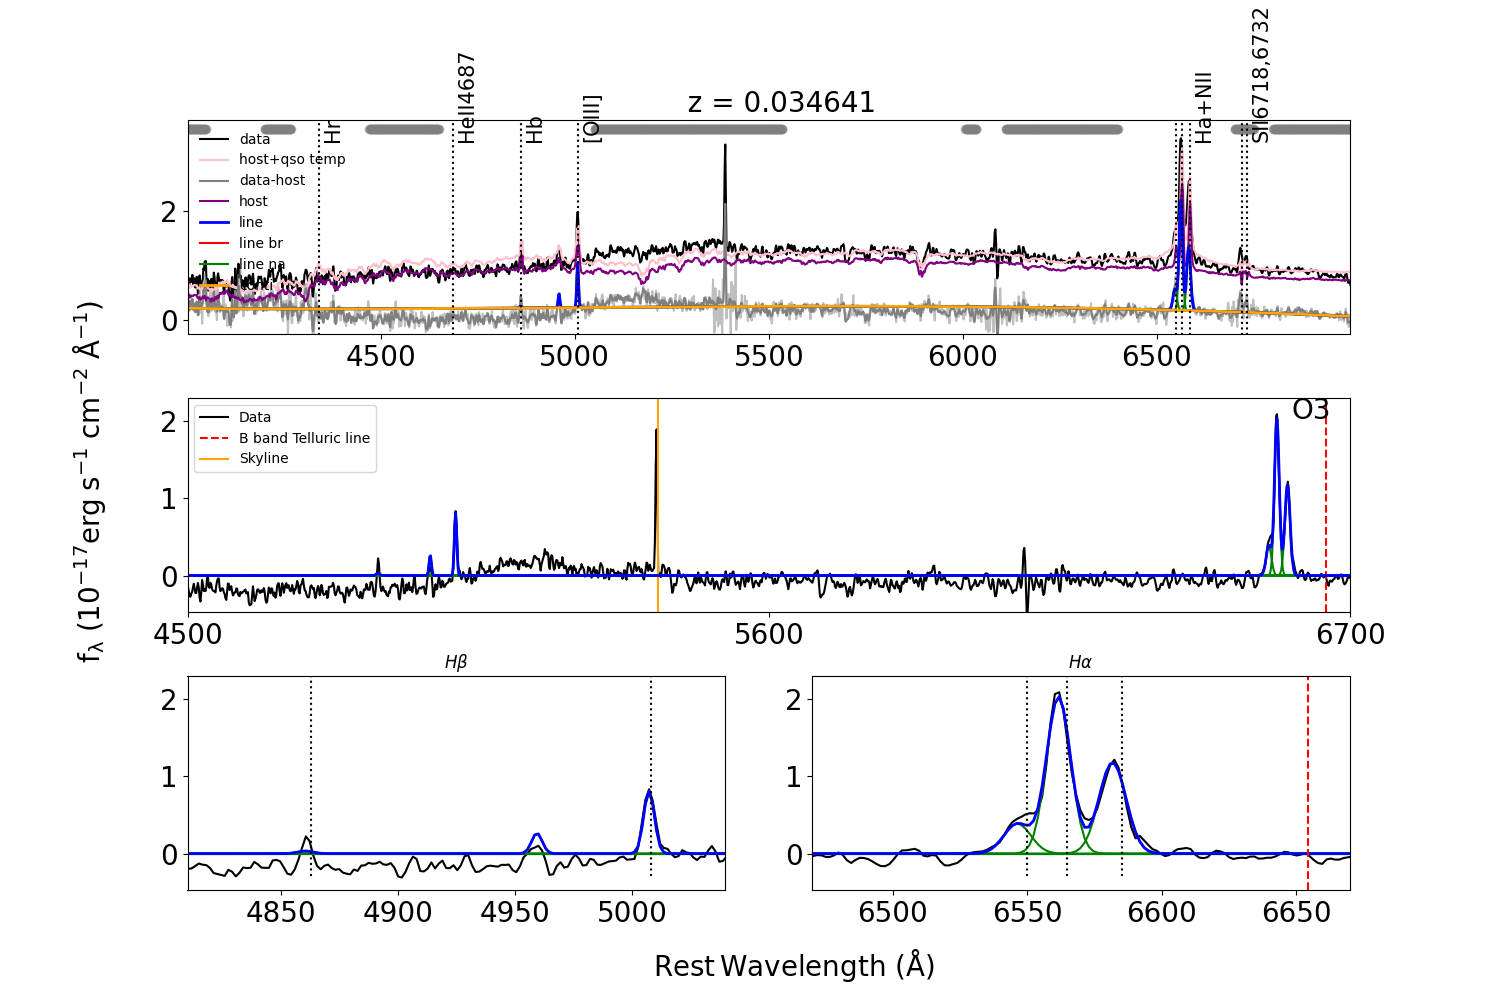 z = 0.034641
Hr
HeII4687
Hb
[OIII]
Ha+NII
SII6718,6732
data
host+qso temp
data-host
host
line
line br
line na
2
0
4500
5000
5500
6000
6500
fλ (10⁻¹⁷erg s⁻¹ cm⁻² Å⁻¹)
Data
B band Telluric line
Skyline
O3
2
1
0
4500
5600
6700
Hβ
2
1
0
4850
4900
4950
5000
Hα
2
1
0
6500
6550
6600
6650
Rest Wavelength (Å)